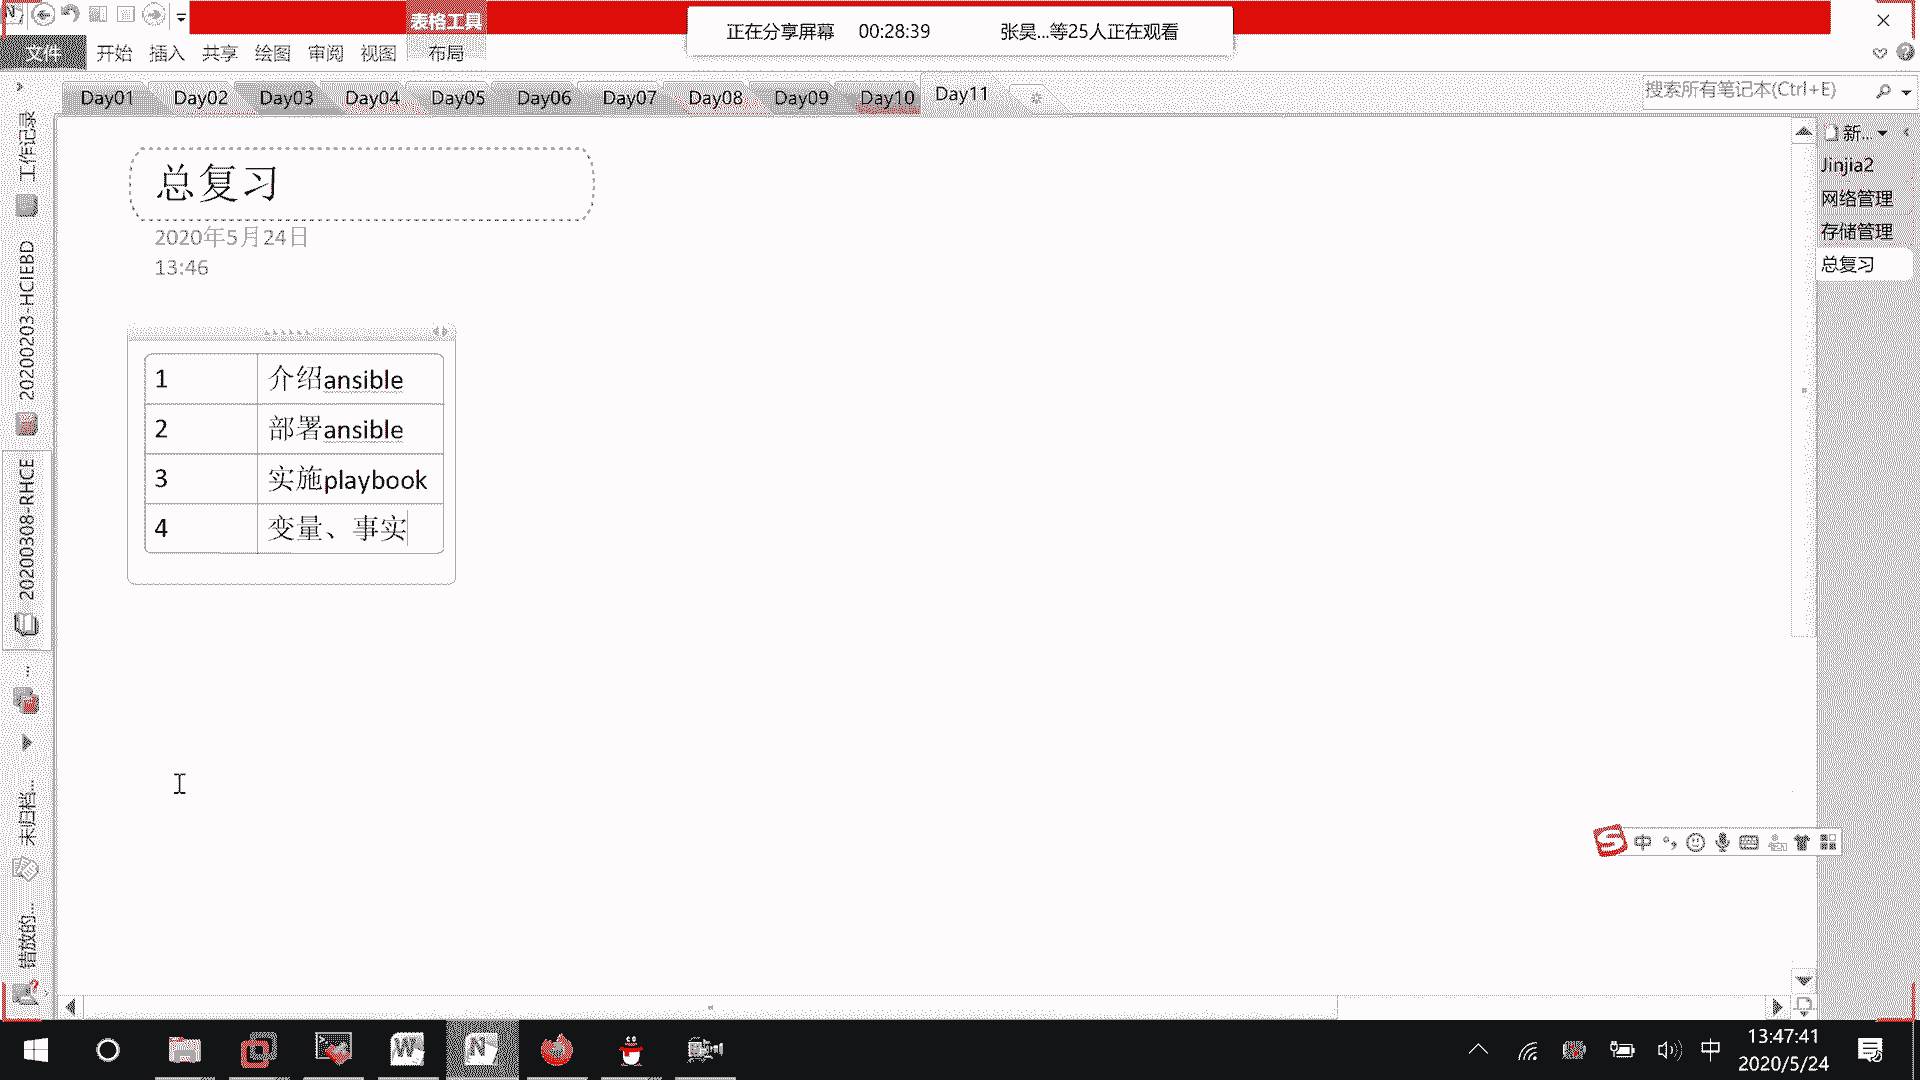 表格工具
正在分享屏幕 00:28:39 张昊...等25人正在观看
文件 开始 插入 共享 绘图 审阅 视图 布局
Day01 Day02 Day03 Day04 Day05 Day06 Day07 Day08 Day09 Day10 Day11
搜索所有笔记本(Ctrl+E)
工作记录
20200203-HCIEBD
20200308-RHCE
...
未归档...
错放的...
总复习
2020年5月24日
13:46
1 介绍ansible
2 部署ansible
3 实施playbook
4 变量、事实
新...
Jinjia2
网络管理
存储管理
总复习
中
中
13:47:41
2020/5/24